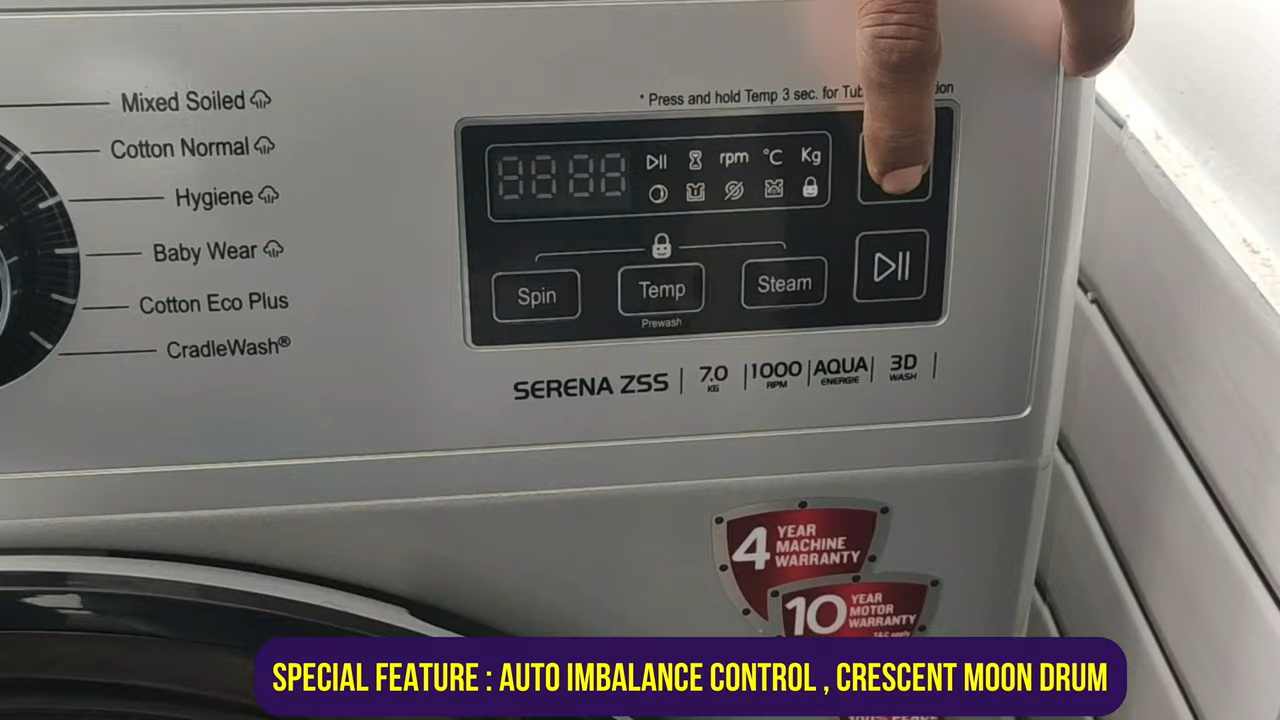 Mixed Soiled
Cotton Normal
Hygiene
Baby Wear
Cotton Eco Plus
CradleWash®
* Press and hold Temp 3 sec. for
8888
rpm °C Kg
Spin
Temp
Steam
Prewash
SERENA ZSS | 7.0 KG | 1000 RPM | AQUA ENERGIE | 3D WASH |
4 YEAR MACHINE WARRANTY
10 YEAR MOTOR WARRANTY
T&C apply
SPECIAL FEATURE : AUTO IMBALANCE CONTROL , CRESCENT MOON DRUM